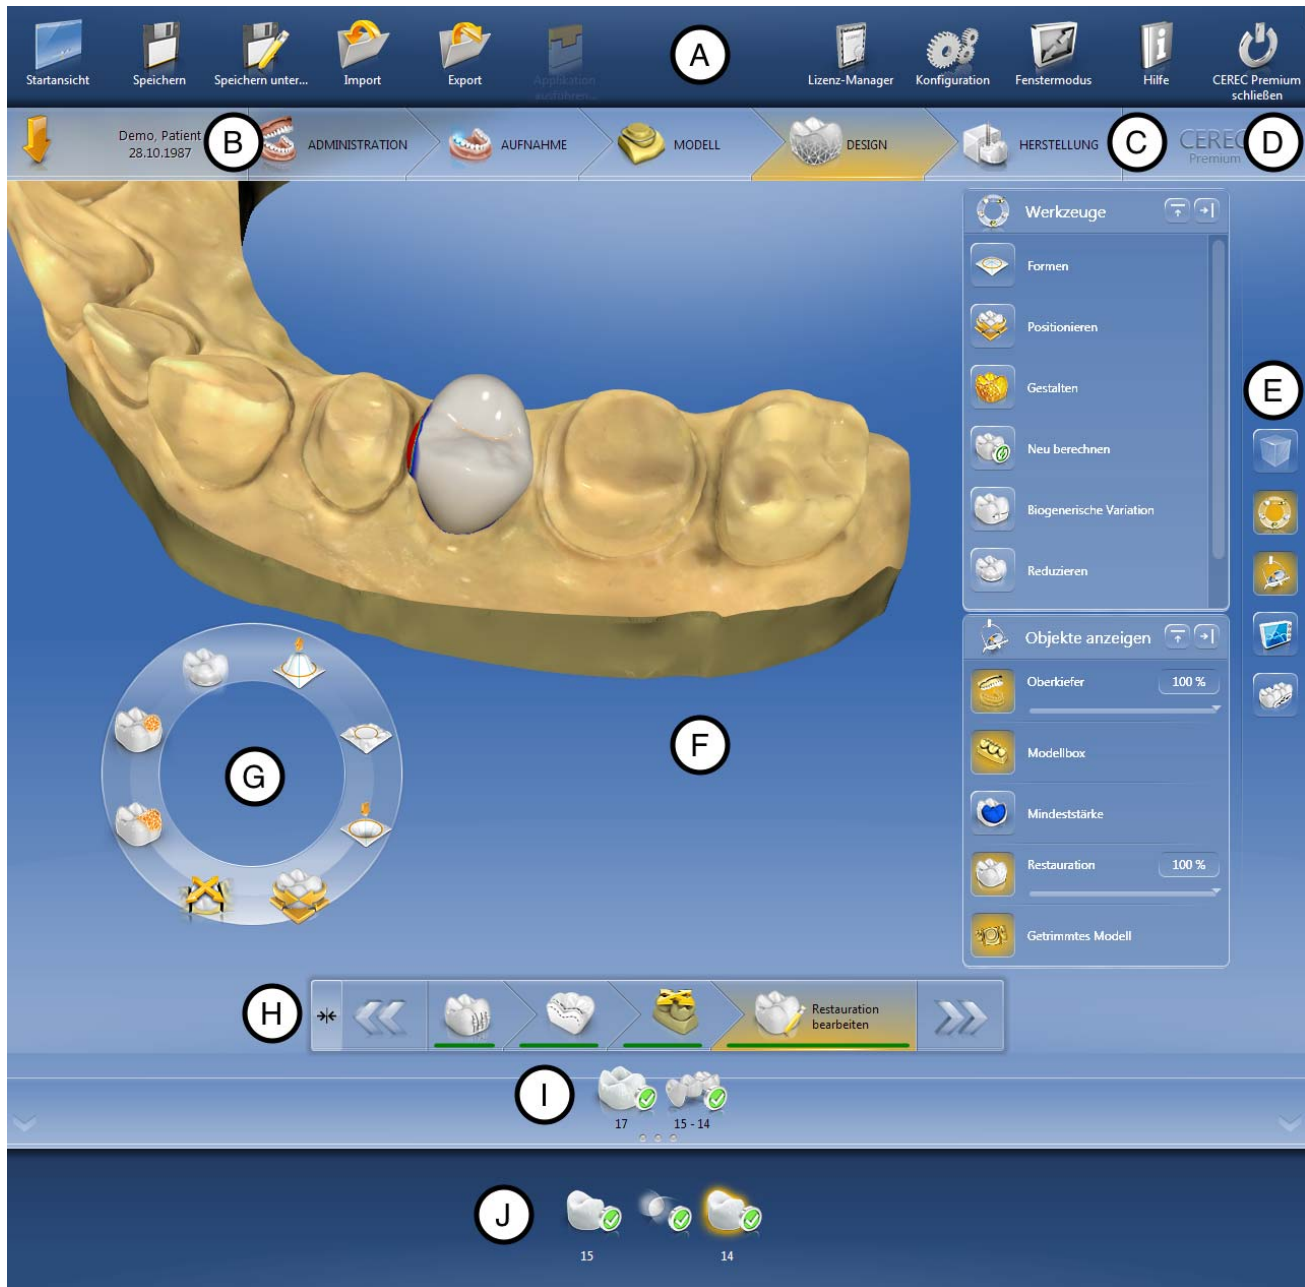 Startansicht
Speichern
Speichern unter...
Import
Export
Applikation
ausführen...
A
Lizenz-Manager
Konfiguration
Fenstermodus
Hilfe
CEREC Premium
schließen
Demo, Patient
28.10.1987
B
ADMINISTRATION
AUFNAHME
MODELL
DESIGN
HERSTELLUNG
C
CEREC
Premium
D
Werkzeuge
Formen
Positionieren
Gestalten
Neu berechnen
Biogenerische Variation
Reduzieren
E
Objekte anzeigen
Oberkiefer
100 %
Modellbox
Mindeststärke
Restauration
100 %
Getrimmtes Modell
F
G
H
Restauration
bearbeiten
I
17
15 - 14
J
15
14